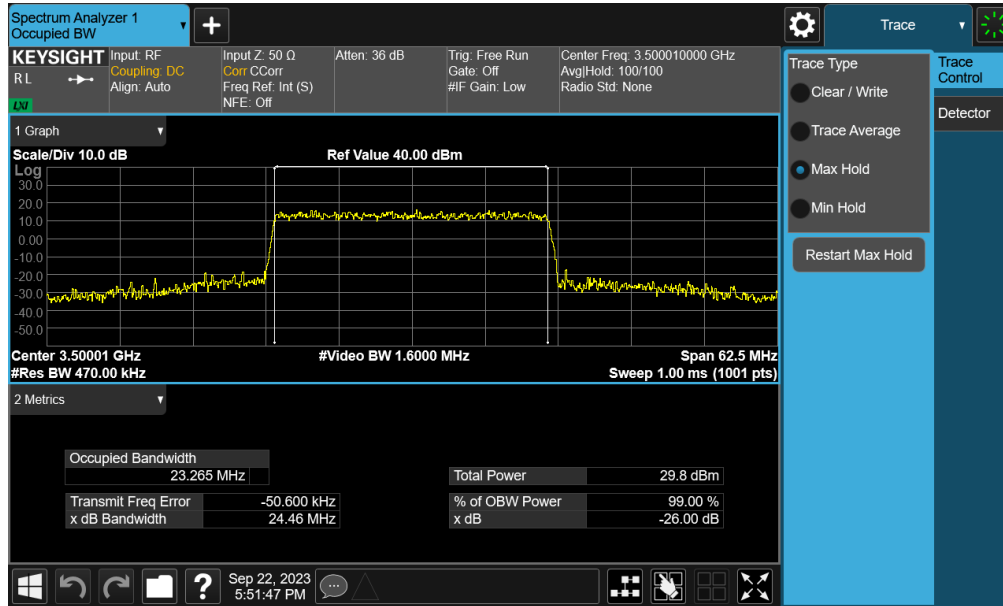 Spectrum Analyzer 1
Occupied BW
+
Trace
KEYSIGHT
R L
LXI
Input: RF
Coupling: DC
Align: Auto
Input Z: 50 Ω
Corr CCorr
Freq Ref: Int (S)
NFE: Off
Atten: 36 dB
Trig: Free Run
Gate: Off
#IF Gain: Low
Center Freq: 3.500010000 GHz
Avg|Hold: 100/100
Radio Std: None
Trace Type
Clear / Write
Trace Average
Max Hold
Min Hold
Restart Max Hold
Trace
Control
Detector
1 Graph
Scale/Div 10.0 dB
Ref Value 40.00 dBm
Log
30.0
20.0
10.0
0.00
-10.0
-20.0
-30.0
-40.0
-50.0
Center 3.50001 GHz
#Video BW 1.6000 MHz
Span 62.5 MHz
#Res BW 470.00 kHz
Sweep 1.00 ms (1001 pts)
2 Metrics
Occupied Bandwidth
23.265 MHz
Total Power 29.8 dBm
Transmit Freq Error -50.600 kHz
% of OBW Power 99.00 %
x dB Bandwidth 24.46 MHz
x dB -26.00 dB
?
Sep 22, 2023
5:51:47 PM